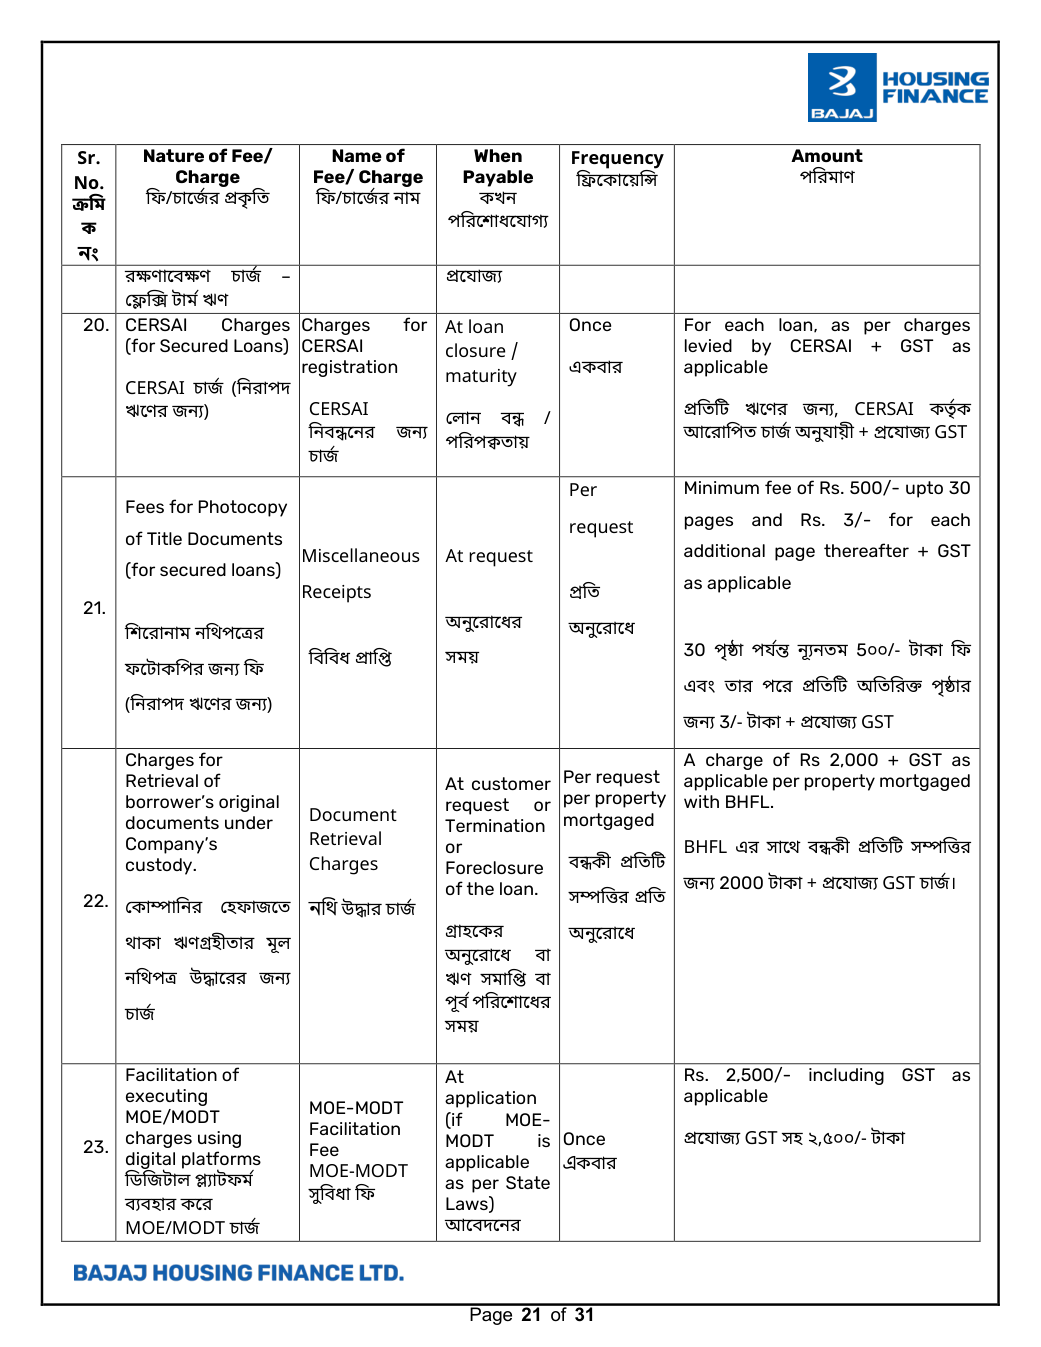 BAJAJ
HOUSING
FINANCE
Sr.
No.
ক্রমি
ক
নং
Nature of Fee/
Charge
ফি/চার্জের প্রকৃতি
Name of
Fee/ Charge
ফি/চার্জের নাম
When
Payable
কখন
পরিশোধযোগ্য
Frequency
ফ্রিকোয়েন্সি
Amount
পরিমাণ
রক্ষণাবেক্ষণ চার্জ –
ফ্লেক্সি টার্ম ঋণ
প্রযোজ্য
20.
CERSAI Charges
(for Secured Loans)
CERSAI চার্জ (নিরাপদ
ঋণের জন্য)
Charges for
CERSAI
registration
CERSAI
নিবন্ধনের জন্য
চার্জ
At loan
closure /
maturity
লোন বন্ধ /
পরিপক্বতায়
Once
একবার
For each loan, as per charges
levied by CERSAI + GST as
applicable
প্রতিটি ঋণের জন্য, CERSAI কর্তৃক
আরোপিত চার্জ অনুযায়ী + প্রযোজ্য GST
21.
Fees for Photocopy
of Title Documents
(for secured loans)
শিরোনাম নথিপত্রের
ফটোকপির জন্য ফি
(নিরাপদ ঋণের জন্য)
Miscellaneous
Receipts
বিবিধ প্রাপ্তি
At request
অনুরোধের
সময়
Per
request
প্রতি
অনুরোধে
Minimum fee of Rs. 500/- upto 30
pages and Rs. 3/- for each
additional page thereafter + GST
as applicable
30 পৃষ্ঠা পর্যন্ত ন্যূনতম 5০০/- টাকা ফি
এবং তার পরে প্রতিটি অতিরিক্ত পৃষ্ঠার
জন্য 3/- টাকা + প্রযোজ্য GST
22.
Charges for
Retrieval of
borrower's original
documents under
Company's
custody.
কোম্পানির হেফাজতে
থাকা ঋণগ্রহীতার মূল
নথিপত্র উদ্ধারের জন্য
চার্জ
Document
Retrieval
Charges
নথি উদ্ধার চার্জ
At customer
request or
Termination
or
Foreclosure
of the loan.
গ্রাহকের
অনুরোধে বা
ঋণ সমাপ্তি বা
পূর্ব পরিশোধের
সময়
Per request
per property
mortgaged
বন্ধকী প্রতিটি
সম্পত্তির প্রতি
অনুরোধে
A charge of Rs 2,000 + GST as
applicable per property mortgaged
with BHFL.
BHFL এর সাথে বন্ধকী প্রতিটি সম্পত্তির
জন্য 2000 টাকা + প্রযোজ্য GST চার্জ।
23.
Facilitation of
executing
MOE/MODT
charges using
digital platforms
ডিজিটাল প্ল্যাটফর্ম
ব্যবহার করে
MOE/MODT চার্জ
MOE-MODT
Facilitation
Fee
MOE-MODT
সুবিধা ফি
At
application
(if MOE-
MODT is
applicable
as per State
Laws)
আবেদনের
Once
একবার
Rs. 2,500/- including GST as
applicable
প্রযোজ্য GST সহ ২,৫০০/- টাকা
BAJAJ HOUSING FINANCE LTD.
Page 21 of 31